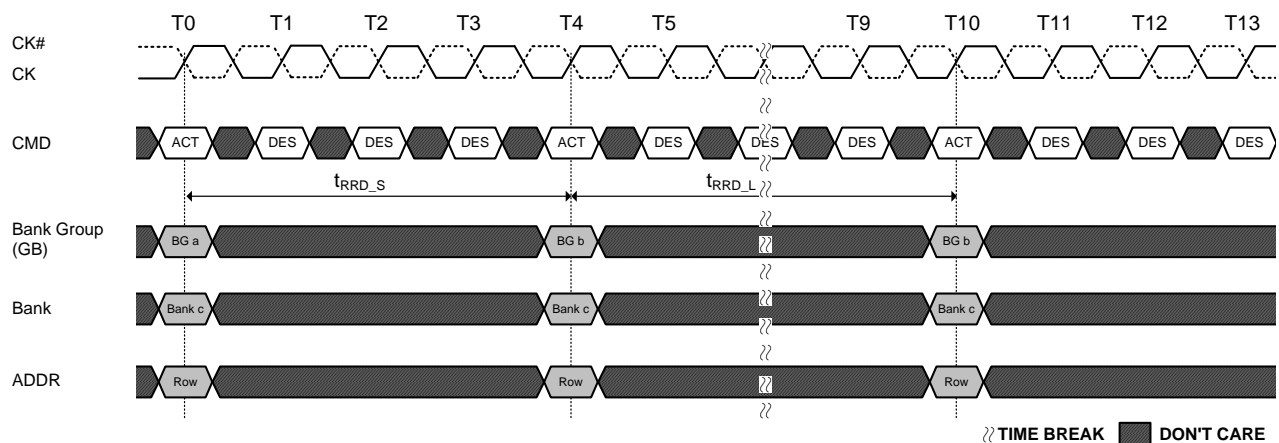 T0 T1 T2 T3 T4 T5 T9 T10 T11 T12 T13
CK#
CK
CMD ACT DES DES DES ACT DES DES DES ACT DES DES DES
tRRD_S tRRD_L
Bank Group
(GB)
BG a BG b BG b
Bank Bank c Bank c Bank c
ADDR Row Row Row
TIME BREAK DON'T CARE